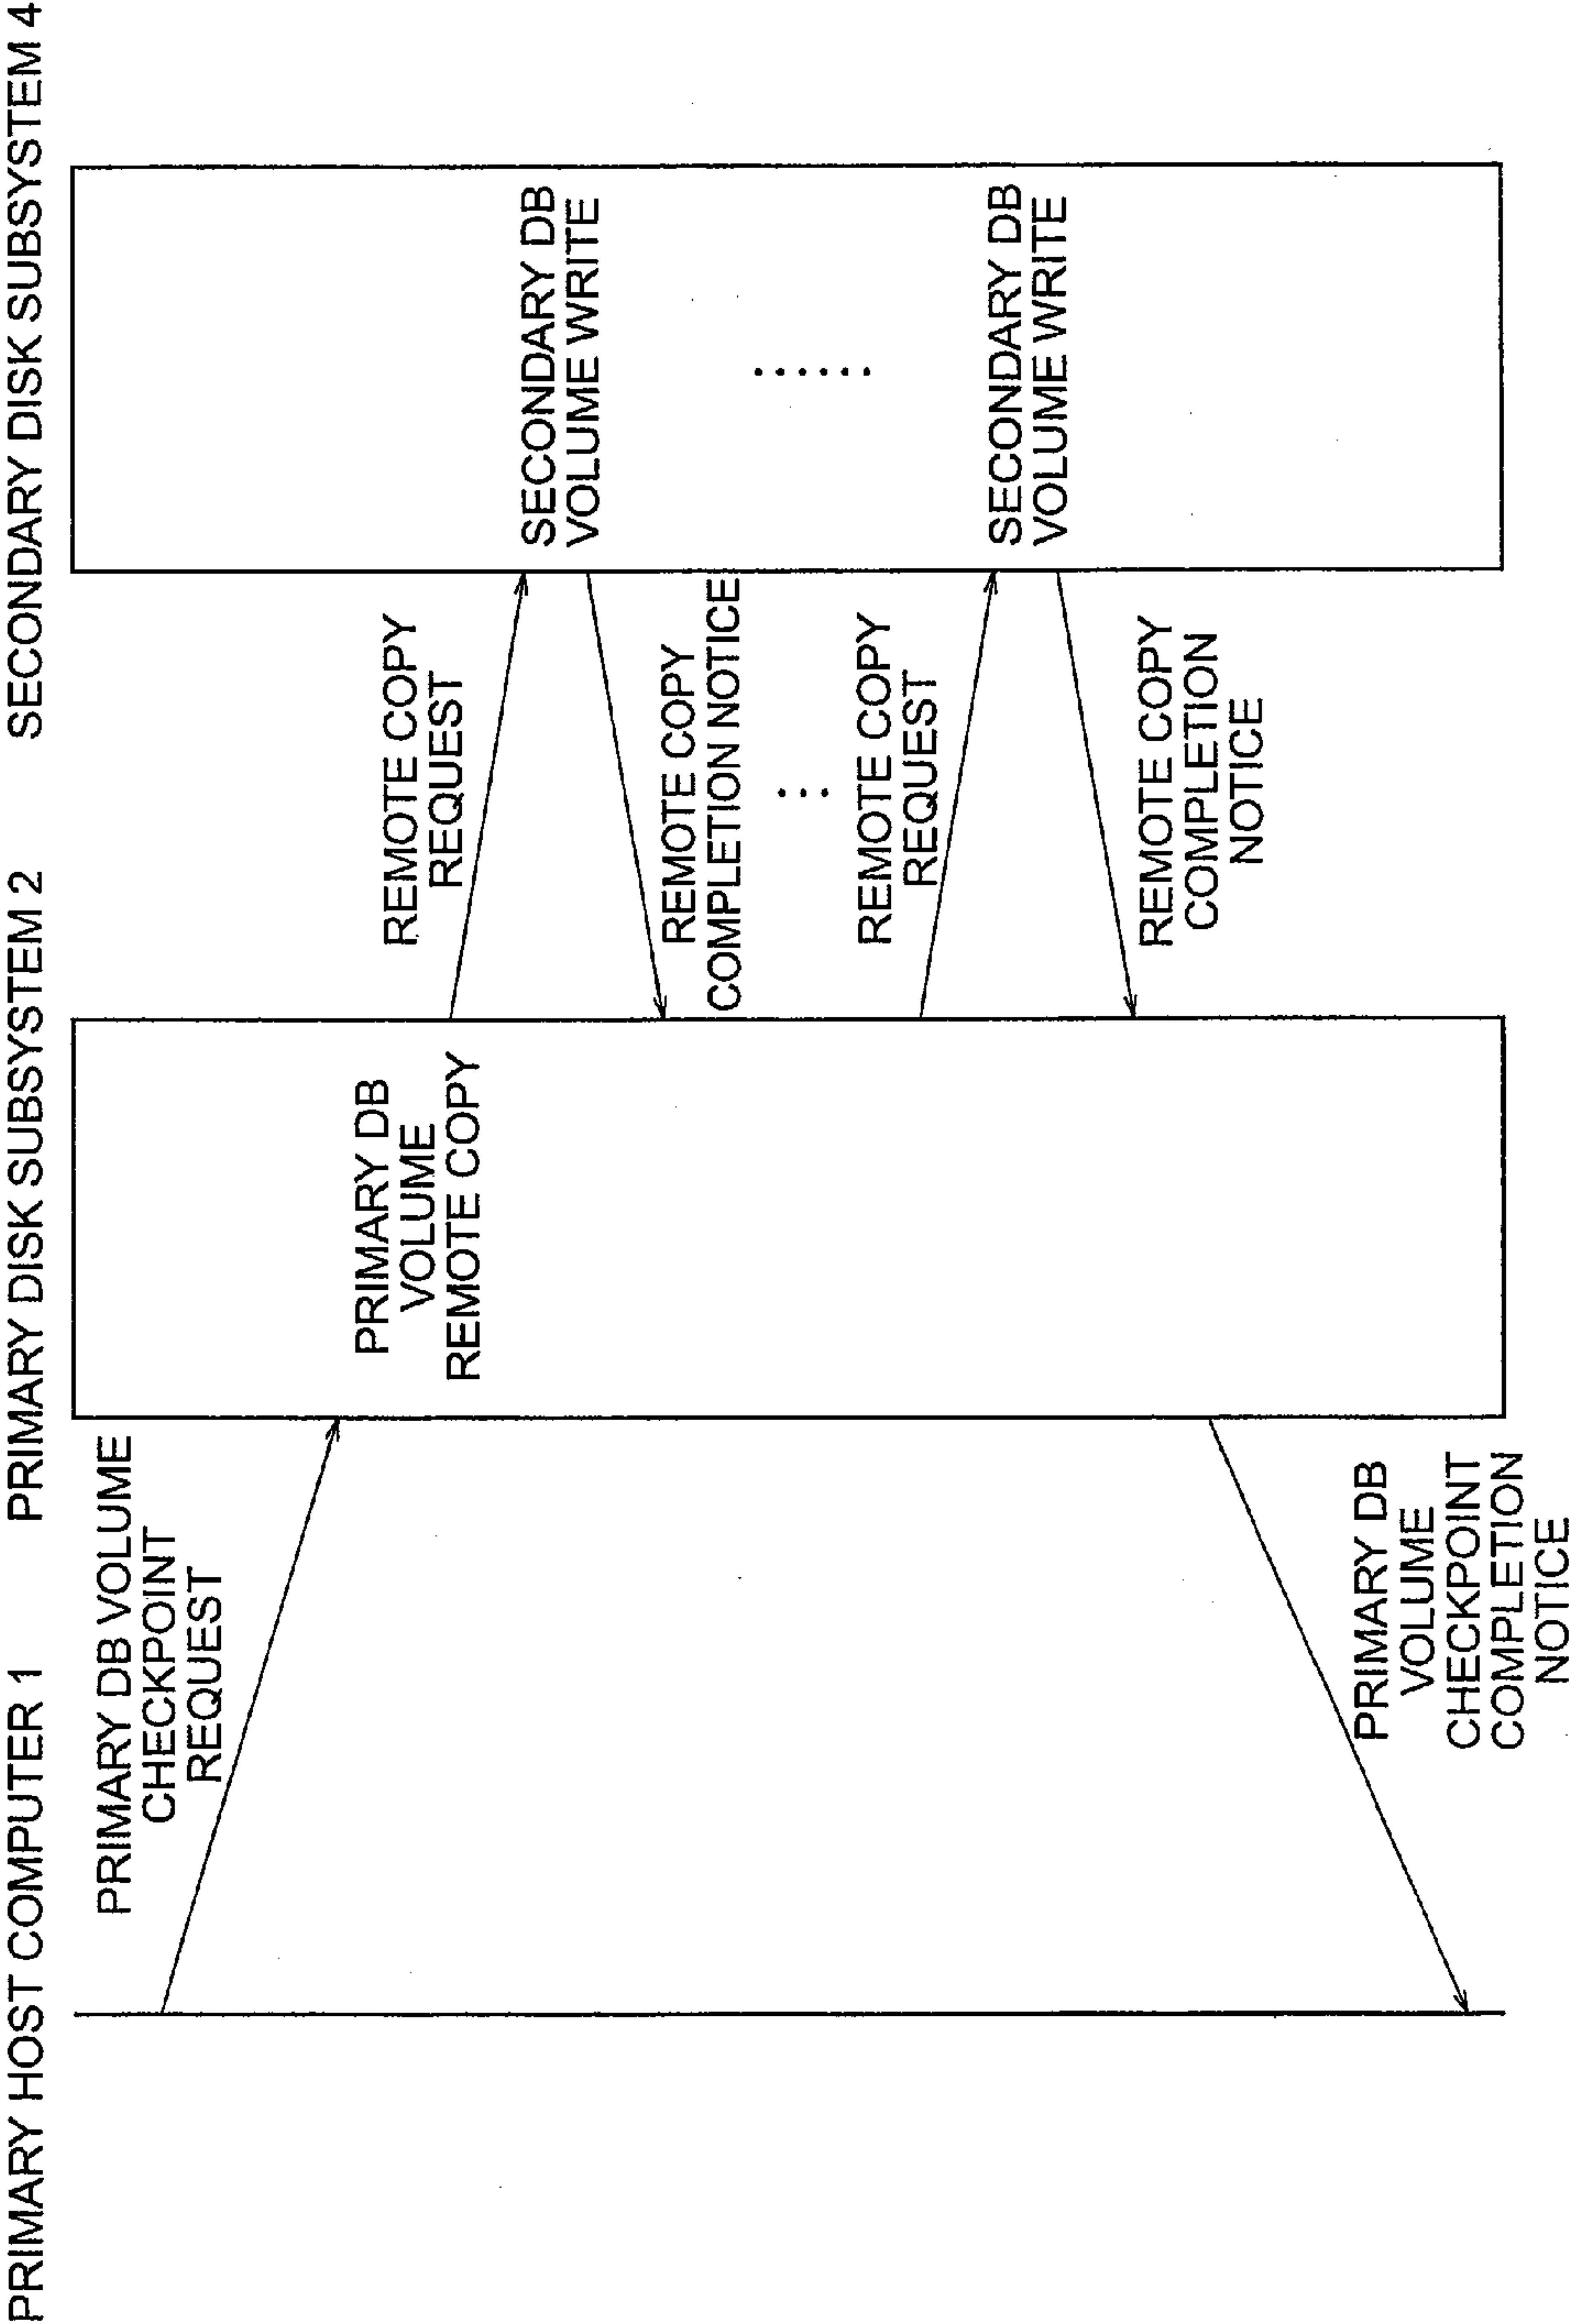 PRIMARY HOST COMPUTER 1 PRIMARY DISK SUBSYSTEM 2 SECONDARY DISK SUBSYSTEM 4
PRIMARY DB VOLUME
CHECKPOINT
REQUEST
PRIMARY DB
VOLUME
REMOTE COPY
REMOTE COPY
REQUEST
SECONDARY DB
VOLUME WRITE
REMOTE COPY
COMPLETION NOTICE
...
......
REMOTE COPY
REQUEST
SECONDARY DB
VOLUME WRITE
REMOTE COPY
COMPLETION
NOTICE
PRIMARY DB
VOLUME
CHECKPOINT
COMPLETION
NOTICE